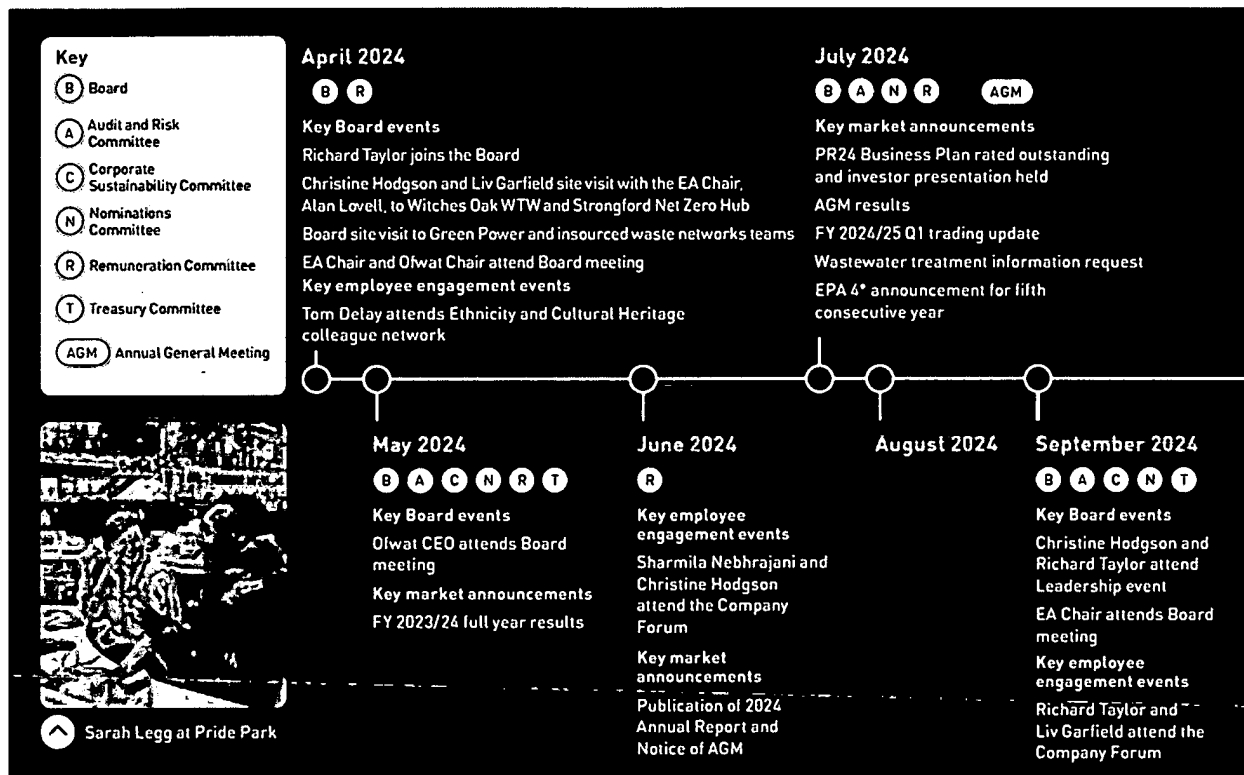 Key
B Board
A Audit and Risk
Committee
C Corporate
Sustainability Committee
N Nominations
Committee
R Remuneration Committee
T Treasury Committee
AGM Annual General Meeting
April 2024
B R
Key Board events
Richard Taylor joins the Board
Christine Hodgson and Liv Garfield site visit with the EA Chair,
Alan Lovell, to Witches Oak WTW and Strongford Net Zero Hub
Board site visit to Green Power and insourced waste networks teams
EA Chair and Ofwat Chair attend Board meeting
Key employee engagement events
Tom Delay attends Ethnicity and Cultural Heritage
colleague network
July 2024
B A N R AGM
Key market announcements
PR24 Business Plan rated outstanding
and investor presentation held
AGM results
FY 2024/25 Q1 trading update
Wastewater treatment information request
EPA 4* announcement for fifth
consecutive year
May 2024
B A C N R T
Key Board events
Ofwat CEO attends Board
meeting
Key market announcements
FY 2023/24 full year results
June 2024
R
Key employee
engagement events
Sharmila Nebhrajani and
Christine Hodgson
attend the Company
Forum
Key market
announcements
Publication of 2024
Annual Report and
Notice of AGM
August 2024
September 2024
B A C N T
Key Board events
Christine Hodgson and
Richard Taylor attend
Leadership event
EA Chair attends Board
meeting
Key employee
engagement events
Richard Taylor and
Liv Garfield attend the
Company Forum
Sarah Legg at Pride Park